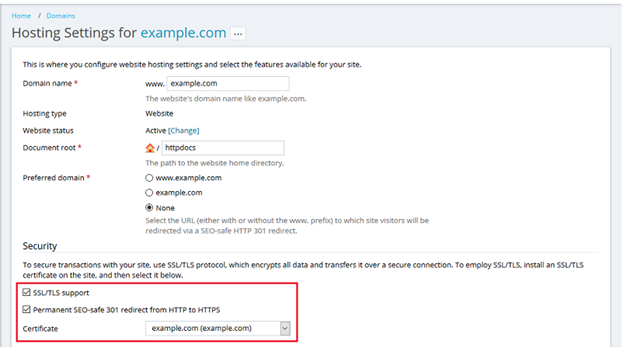 Home / Domains
Hosting Settings for example.com ...
This is where you configure website hosting settings and select the features available for your site.
Domain name * www. example.com
The website's domain name like example.com.
Hosting type Website
Website status Active [Change]
Document root * / httpdocs
The path to the website home directory.
Preferred domain * www.example.com
example.com
None
Select the URL (either with or without the www. prefix) to which site visitors will
be redirected via a SEO-safe HTTP 301 redirect.
Security
To secure transactions with your site, use SSL/TLS protocol, which encrypts all data and transfers it over a secure connection. To employ SSL/TLS, install an SSL/TLS
certificate on the site, and then select it below.
SSL/TLS support
Permanent SEO-safe 301 redirect from HTTP to HTTPS
Certificate example.com (example.com)